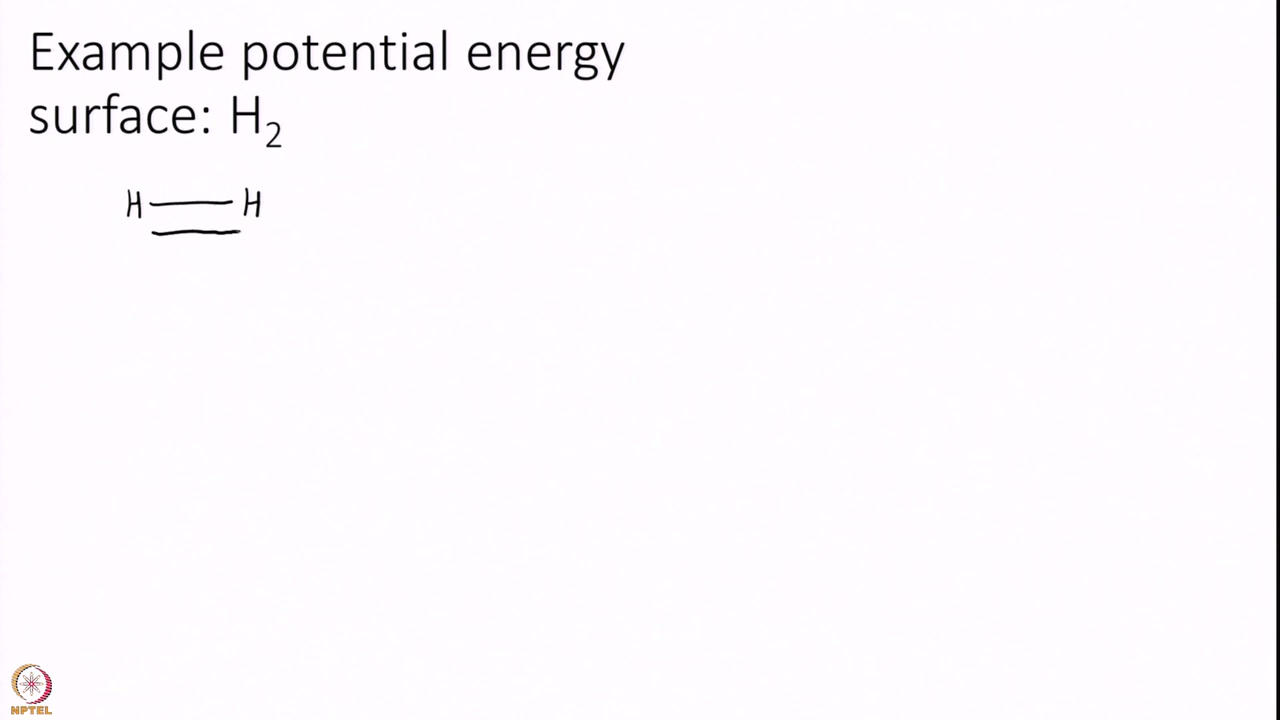 Example potential energy
surface: H₂
H — H
NPTEL